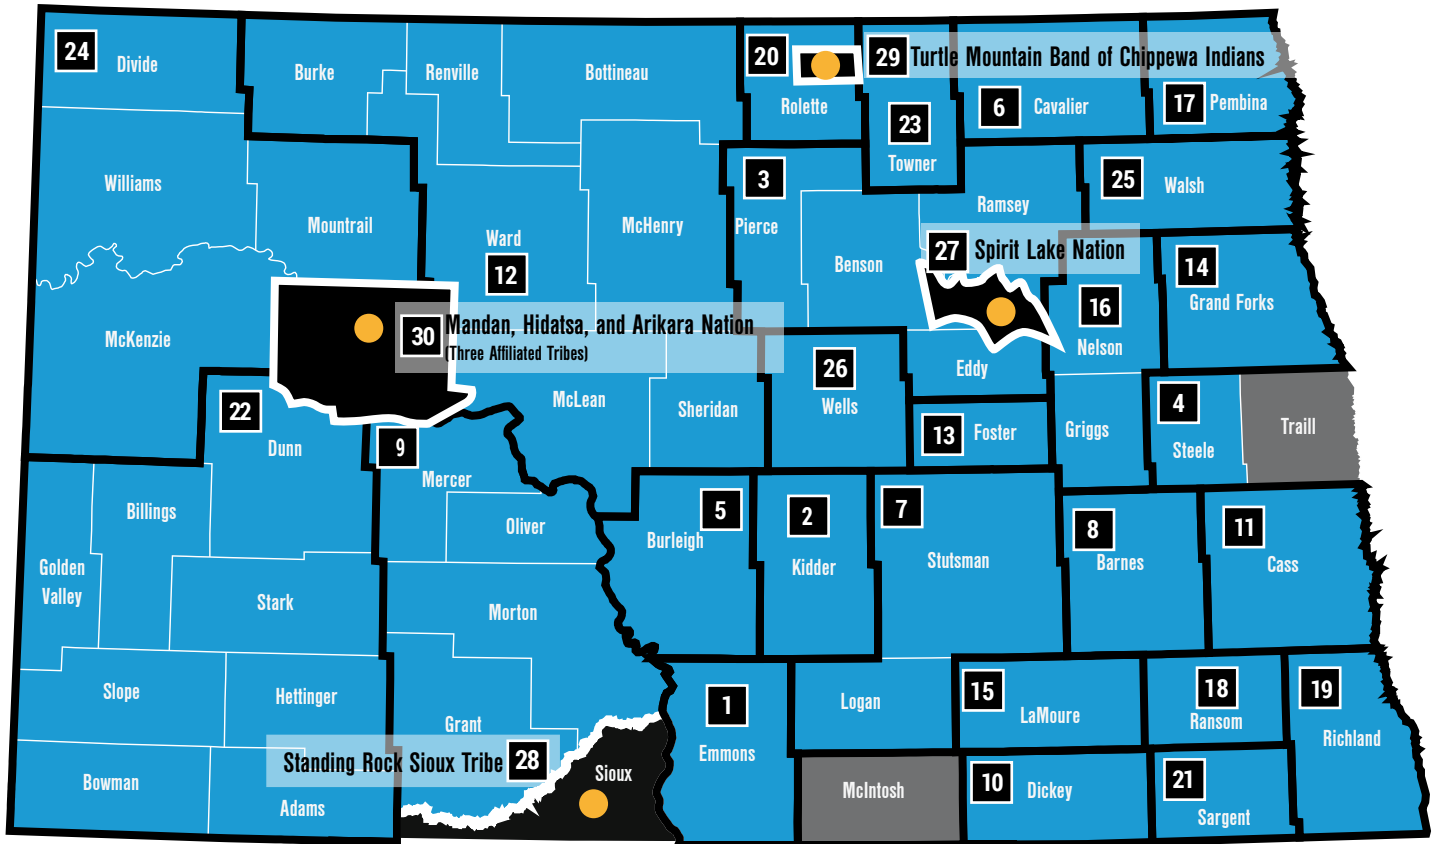 24
Divide
Burke
Renville
Bottineau
20
Rolette
29
Turtle Mountain Band of Chippewa Indians
23
Towner
6
Cavalier
17
Pembina
Williams
Mountrail
Ward
12
McHenry
3
Pierce
Benson
Ramsey
25
Walsh
27
Spirit Lake Nation
14
Grand Forks
16
Nelson
McKenzie
30
Mandan, Hidatsa, and Arikara Nation
(Three Affiliated Tribes)
22
Dunn
9
Mercer
McLean
Sheridan
26
Wells
Eddy
13
Foster
Griggs
4
Steele
Traill
Golden
Valley
Billings
Stark
Oliver
Morton
5
Burleigh
2
Kidder
7
Stutsman
8
Barnes
11
Cass
Slope
Hettinger
Grant
Bowman
Adams
Standing Rock Sioux Tribe
28
Sioux
1
Emmons
Logan
McIntosh
15
LaMoure
18
Ransom
19
Richland
10
Dickey
21
Sargent